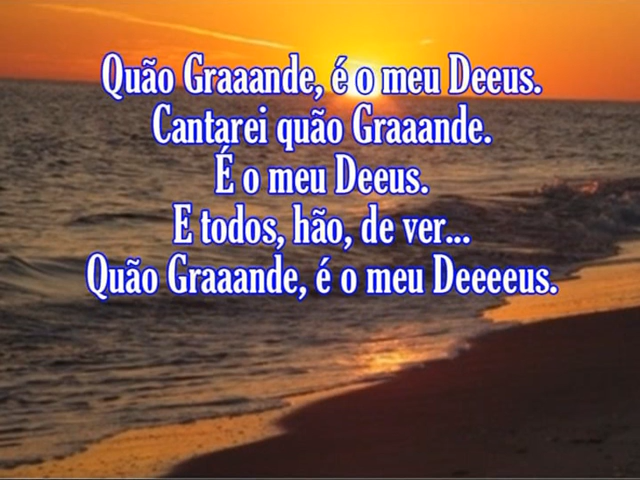 Quão Graaande, é o meu Deeus.
Cantarei quão Graaande.
É o meu Deeus.
E todos, hão, de ver...
Quão Graaande, é o meu Deeeeus.